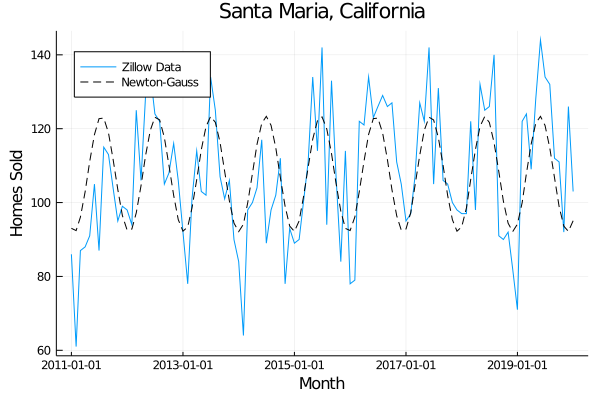 Santa Maria, California
Zillow Data
Newton-Gauss
Homes Sold
140
120
100
80
60
2011-01-01 2013-01-01 2015-01-01 2017-01-01 2019-01-01
Month